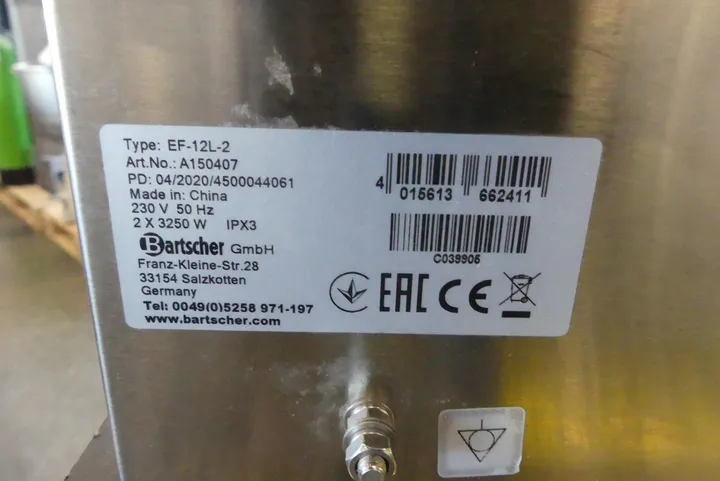 Type: EF-12L-2
Art.No.: A150407
PD: 04/2020/4500044061
Made in: China
230 V 50 Hz
2 X 3250 W IPX3
Bartscher GmbH
Franz-Kleine-Str.28
33154 Salzkotten
Germany
Tel: 0049(0)5258 971-197
www.bartscher.com
4 015613 662411
C039905
EAC CE